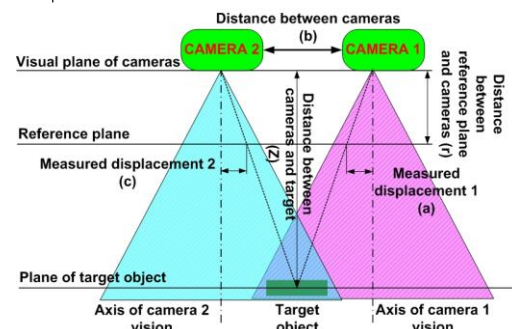 Distance between cameras
(b)
CAMERA 2
CAMERA 1
Visual plane of cameras
Distance
between
reference plane
and cameras (r)
Distance between
cameras and target
(Z)
Reference plane
Measured displacement 2
(c)
Measured
displacement 1
(a)
Plane of target object
Axis of camera 2
vision
Target
object
Axis of camera 1
vision